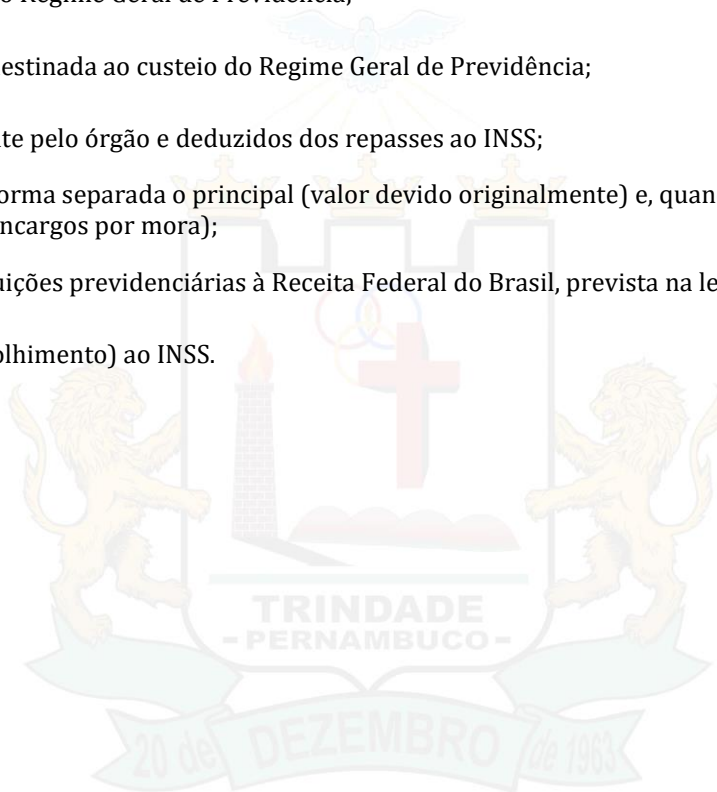 o Regime Geral de Previdência;
estinada ao custeio do Regime Geral de Previdência;
te pelo órgão e deduzidos dos repasses ao INSS;
orma separada o principal (valor devido originalmente) e, quan
ncargos por mora);
uições previdenciárias à Receita Federal do Brasil, prevista na le
olhimento) ao INSS.
TRINDADE
- PERNAMBUCO -
20 de DEZEMBRO de 1963